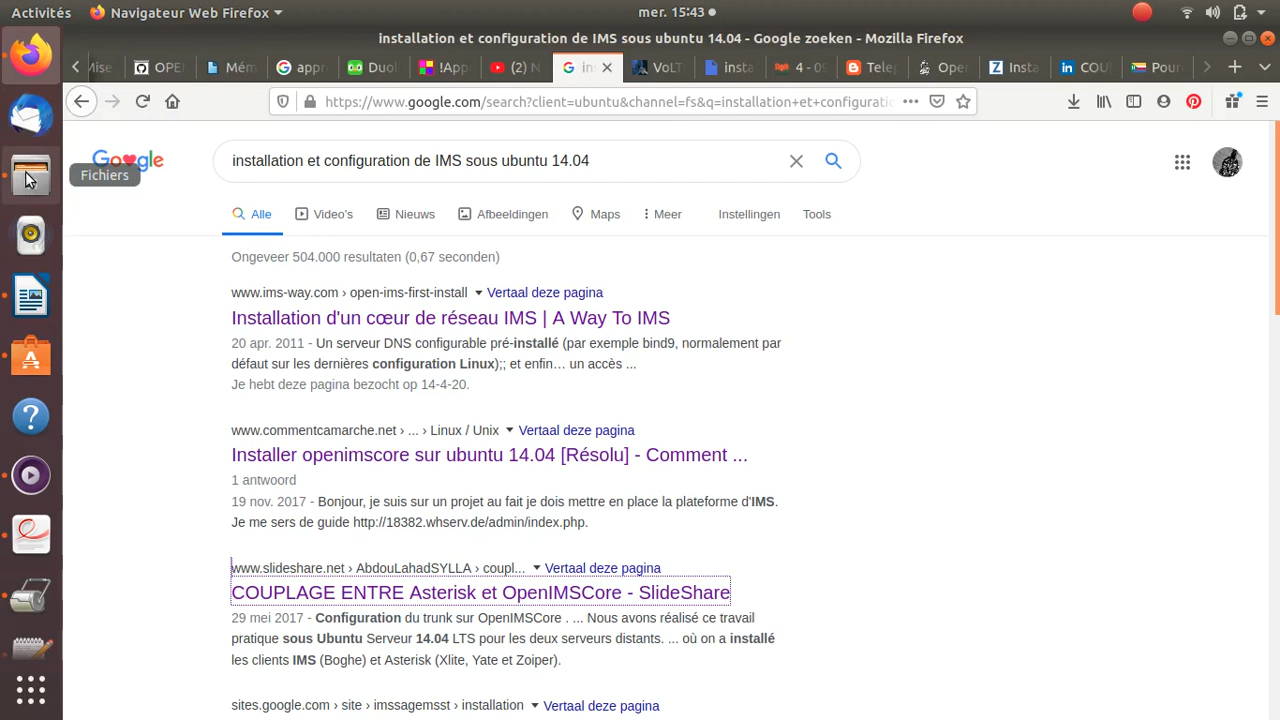 Activités
Navigateur Web Firefox
mer. 15:43
installation et configuration de IMS sous ubuntu 14.04 - Google zoeken - Mozilla Firefox
Mise
OPE
Mém
appr
Duol
!App
(2) N
ins
VoLT
insta
4 - 09
Telep
Oper
Insta
COU
Pour
https://www.google.com/search?client=ubuntu&channel=fs&q=installation+et+configuratio
Google
installation et configuration de IMS sous ubuntu 14.04
Fichiers
Alle
Video's
Nieuws
Afbeeldingen
Maps
Meer
Instellingen
Tools
Ongeveer 504.000 resultaten (0,67 seconden)
www.ims-way.com › open-ims-first-install
Vertaal deze pagina
Installation d'un cœur de réseau IMS | A Way To IMS
20 apr. 2011 - Un serveur DNS configurable pré-installé (par exemple bind9, normalement par
défaut sur les dernières configuration Linux);; et enfin… un accès ...
Je hebt deze pagina bezocht op 14-4-20.
www.commentcamarche.net › ... › Linux / Unix
Vertaal deze pagina
Installer openimscore sur ubuntu 14.04 [Résolu] - Comment ...
1 antwoord
19 nov. 2017 - Bonjour, je suis sur un projet au fait je dois mettre en place la plateforme d'IMS.
Je me sers de guide http://18382.whserv.de/admin/index.php.
www.slideshare.net › AbdouLahadSYLLA › coupl...
Vertaal deze pagina
COUPLAGE ENTRE Asterisk et OpenIMSCore - SlideShare
29 mei 2017 - Configuration du trunk sur OpenIMSCore . ... Nous avons réalisé ce travail
pratique sous Ubuntu Serveur 14.04 LTS pour les deux serveurs distants. ... où on a installé
les clients IMS (Boghe) et Asterisk (Xlite, Yate et Zoiper).
sites.google.com › site › imssagemsst › installation
Vertaal deze pagina